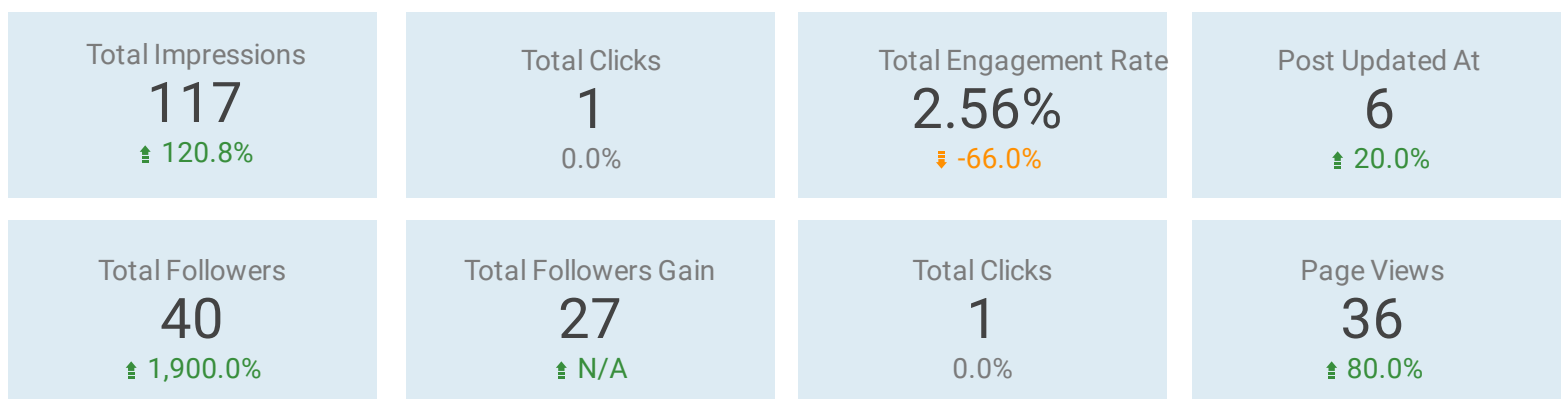 Total Impressions
117
120.8%
Total Clicks
1
0.0%
Total Engagement Rate
2.56%
-66.0%
Post Updated At
6
20.0%
Total Followers
40
1,900.0%
Total Followers Gain
27
N/A
Total Clicks
1
0.0%
Page Views
36
80.0%